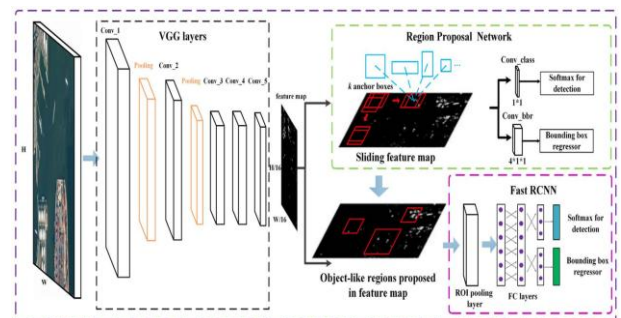 VGG layers
Conv_1
Pooling
Conv_2
Pooling
Conv_3
Conv_4
Conv_5
H
W
feature map
H/16
W/16
Region Proposal Network
k anchor boxes
...
Sliding feature map
Conv_class
1*1
Softmax for
detection
Conv_bbr
4*1*1
Bounding box
regressor
Object-like regions proposed
in feature map
Fast RCNN
ROI pooling
layer
FC layers
Softmax for
detection
Bounding box
regressor